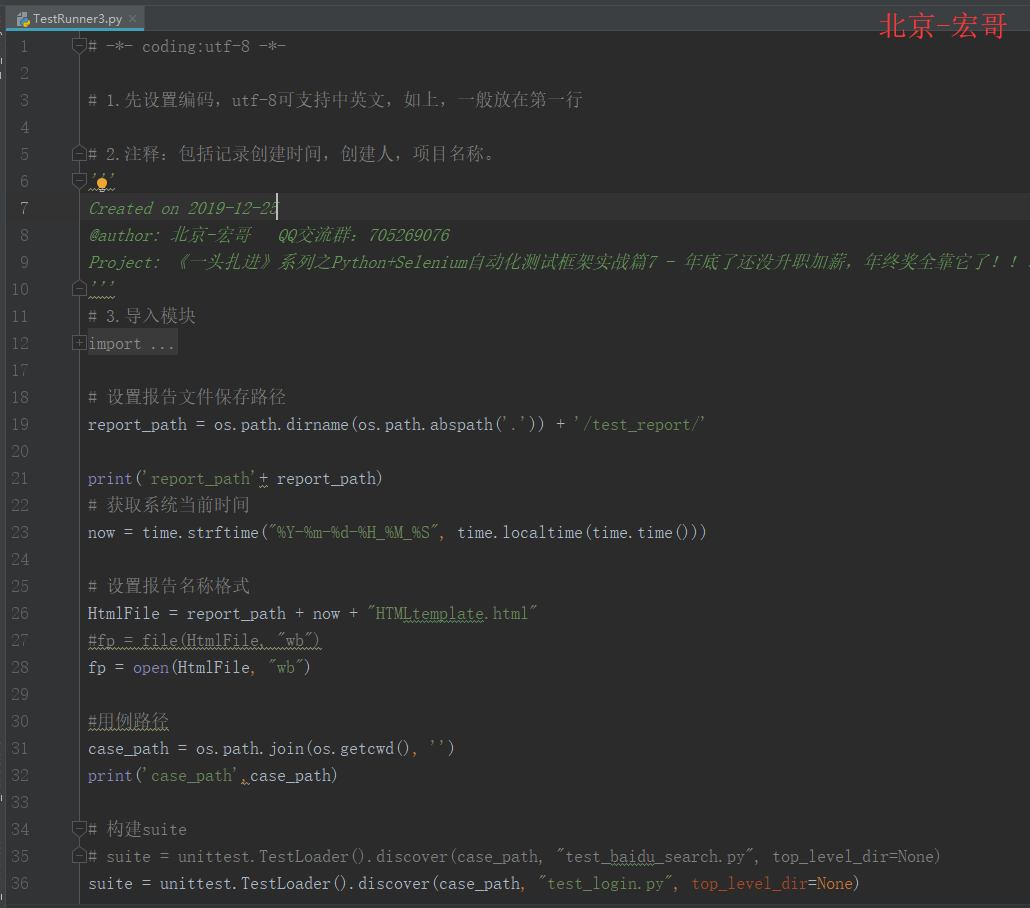 TestRunner3.py ×
北京-宏哥
1 # -*- coding:utf-8 -*-
2
3 # 1.先设置编码，utf-8可支持中英文，如上，一般放在第一行
4
5 # 2.注释：包括记录创建时间，创建人，项目名称。
6 '''
7 Created on 2019-12-25
8 @author: 北京-宏哥   QQ交流群：705269076
9 Project: 《一头扎进》系列之Python+Selenium自动化测试框架实战篇7 - 年底了还没升职加薪，年终奖全靠它了！！
10 '''
11 # 3.导入模块
12 import ...
17
18 # 设置报告文件保存路径
19 report_path = os.path.dirname(os.path.abspath('.')) + '/test_report/'
20
21 print('report_path'+ report_path)
22 # 获取系统当前时间
23 now = time.strftime("%Y-%m-%d-%H_%M_%S", time.localtime(time.time()))
24
25 # 设置报告名称格式
26 HtmlFile = report_path + now + "HTMLtemplate.html"
27 #fp = file(HtmlFile, "wb")
28 fp = open(HtmlFile, "wb")
29
30 #用例路径
31 case_path = os.path.join(os.getcwd(), '')
32 print('case_path',case_path)
33
34 # 构建suite
35 # suite = unittest.TestLoader().discover(case_path, "test_baidu_search.py", top_level_dir=None)
36 suite = unittest.TestLoader().discover(case_path, "test_login.py", top_level_dir=None)